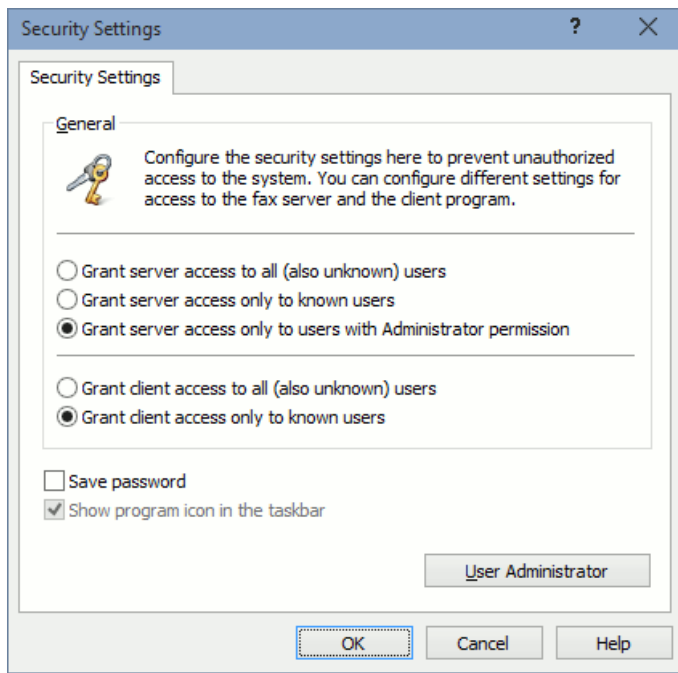 Security Settings
?
Security Settings
General
Configure the security settings here to prevent unauthorized
access to the system. You can configure different settings for
access to the fax server and the client program.
Grant server access to all (also unknown) users
Grant server access only to known users
Grant server access only to users with Administrator permission
Grant client access to all (also unknown) users
Grant client access only to known users
Save password
Show program icon in the taskbar
User Administrator
OK Cancel Help